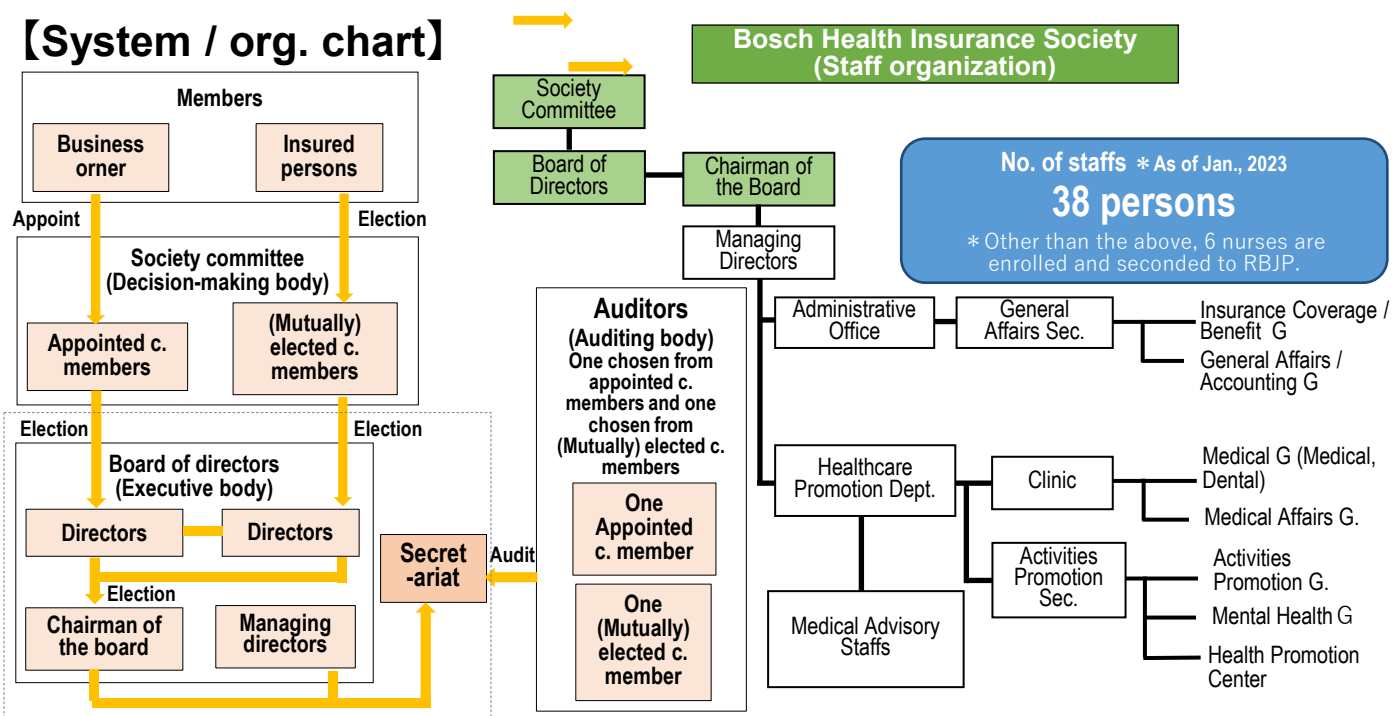 【System / org. chart】
Members
Business
orner
Insured
persons
Appoint
Election
Society committee
(Decision-making body)
Appointed c.
members
(Mutually)
elected c.
members
Election
Election
Board of directors
(Executive body)
Directors
Directors
Election
Chairman of
the board
Managing
directors
Secret
-ariat
Audit
Auditors
(Auditing body)
One chosen from
appointed c.
members and one
chosen from
(Mutually) elected c.
members
One
Appointed
c. member
One
(Mutually)
elected c.
member
Bosch Health Insurance Society
(Staff organization)
Society
Committee
Board of
Directors
Chairman of
the Board
Managing
Directors
No. of staffs ＊As of Jan., 2023
38 persons
＊Other than the above, 6 nurses are
enrolled and seconded to RBJP.
Administrative
Office
General
Affairs Sec.
Insurance Coverage /
Benefit G
General Affairs /
Accounting G
Healthcare
Promotion Dept.
Clinic
Medical G (Medical,
Dental)
Medical Affairs G.
Activities
Promotion
Sec.
Activities
Promotion G.
Mental Health G
Health Promotion
Center
Medical Advisory
Staffs